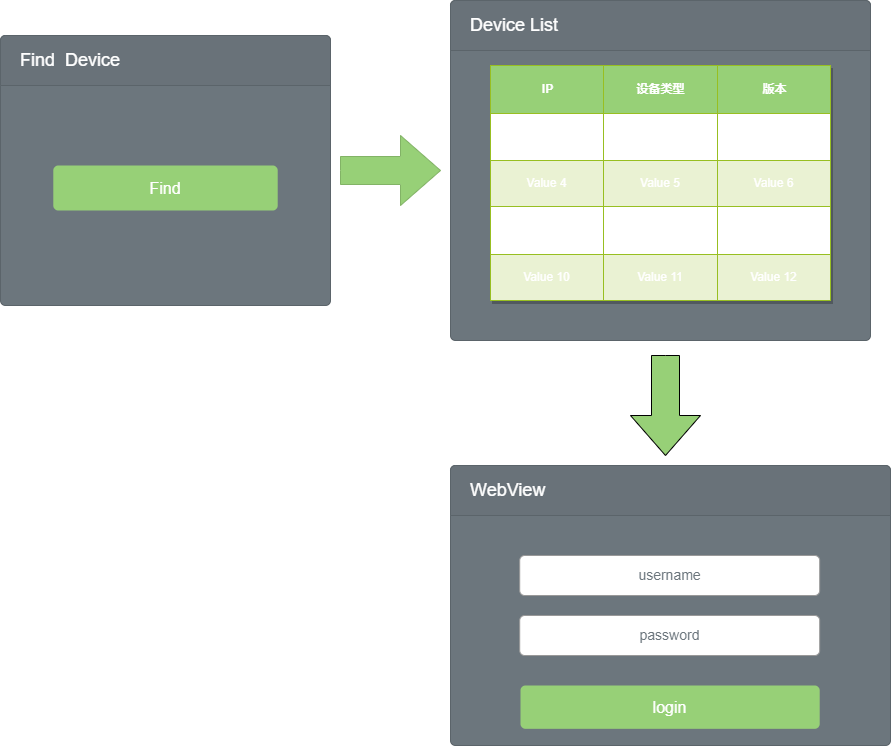 Find  Device
Find
Device List
IP 设备类型 版本
Value 4 Value 5 Value 6
Value 10 Value 11 Value 12
WebView
username
password
login